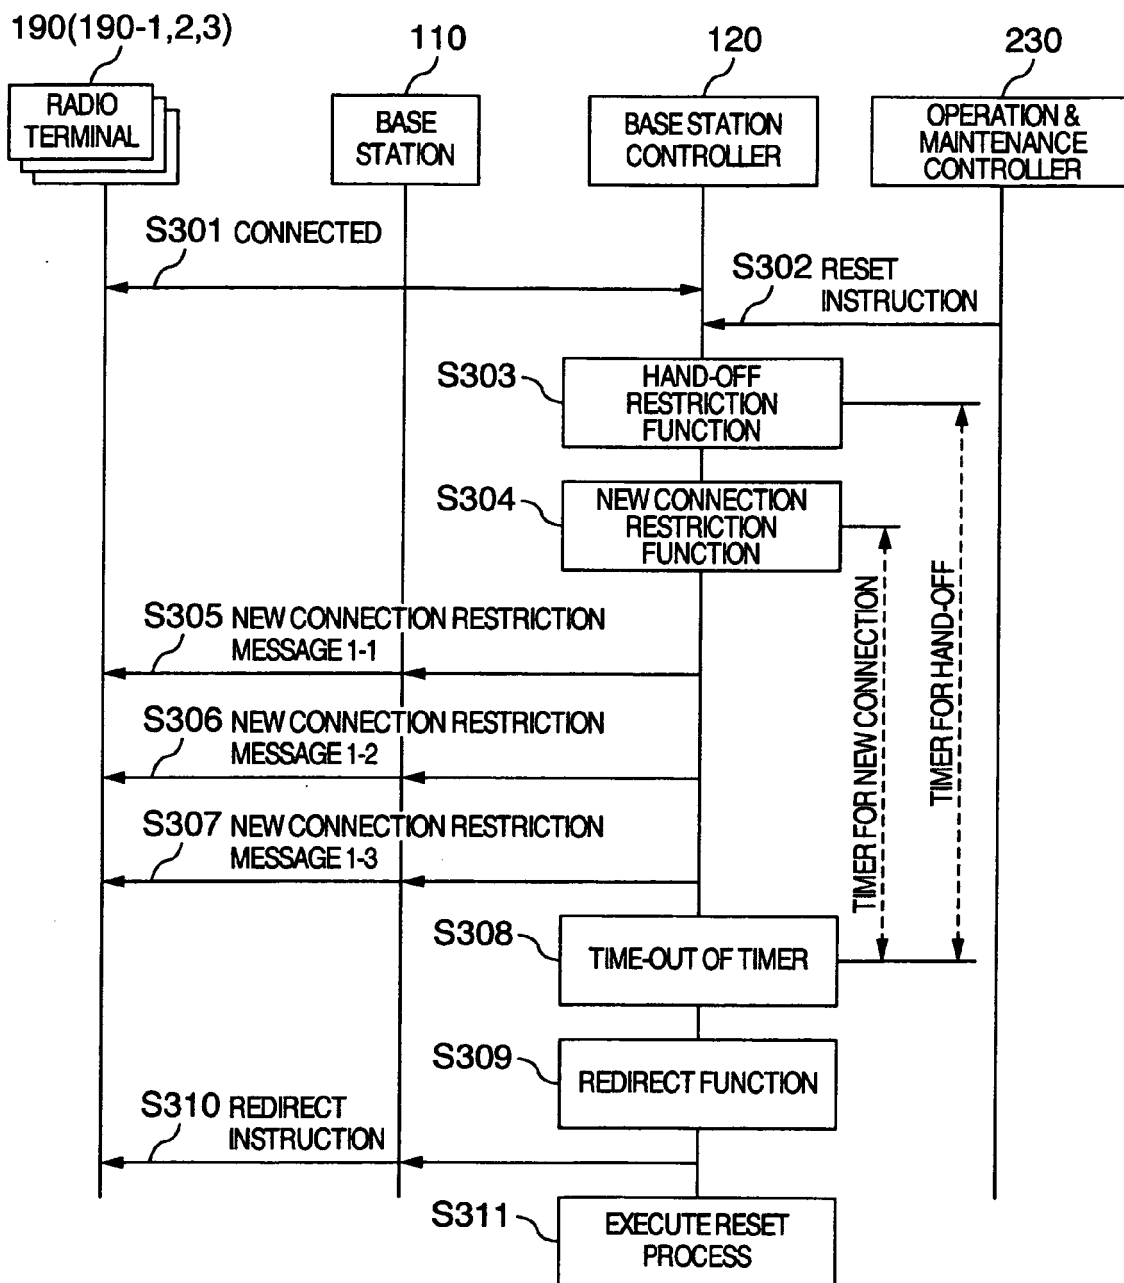 190(190-1,2,3)
110
120
230
RADIO
TERMINAL
BASE
STATION
BASE STATION
CONTROLLER
OPERATION &
MAINTENANCE
CONTROLLER
S301 CONNECTED
S302 RESET
INSTRUCTION
S303
HAND-OFF
RESTRICTION
FUNCTION
S304
NEW CONNECTION
RESTRICTION
FUNCTION
S305 NEW CONNECTION RESTRICTION
MESSAGE 1-1
S306 NEW CONNECTION RESTRICTION
MESSAGE 1-2
S307 NEW CONNECTION RESTRICTION
MESSAGE 1-3
TIMER FOR NEW CONNECTION
TIMER FOR HAND-OFF
S308
TIME-OUT OF TIMER
S309
REDIRECT FUNCTION
S310 REDIRECT
INSTRUCTION
S311
EXECUTE RESET
PROCESS